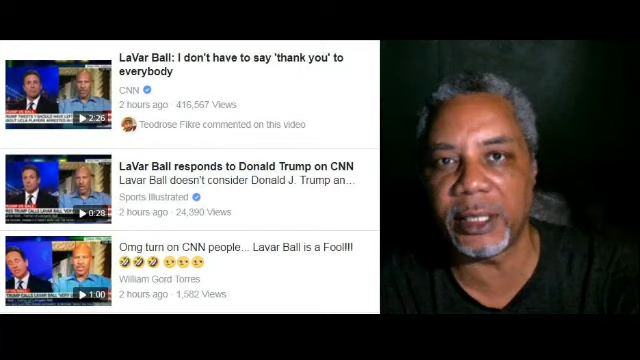 LaVar Ball: I don't have to say 'thank you' to
everybody
CNN
2 hours ago · 416,567 Views
Teodrose Fikre commented on this video
2:26
LaVar Ball responds to Donald Trump on CNN
Lavar Ball doesn't consider Donald J. Trump an...
Sports Illustrated
2 hours ago · 24,390 Views
0:28
Omg turn on CNN people... Lavar Ball is a Fool!!!!
🤣🤣🤣 😏😏😏
William Gord Torres
2 hours ago · 1,582 Views
1:00